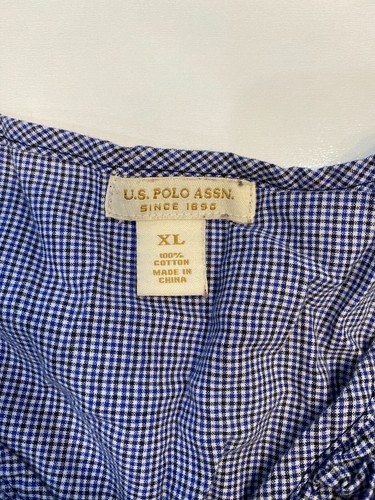 U.S. POLO ASSN.
SINCE 1890
XL
100%
COTTON
MADE IN
CHINA